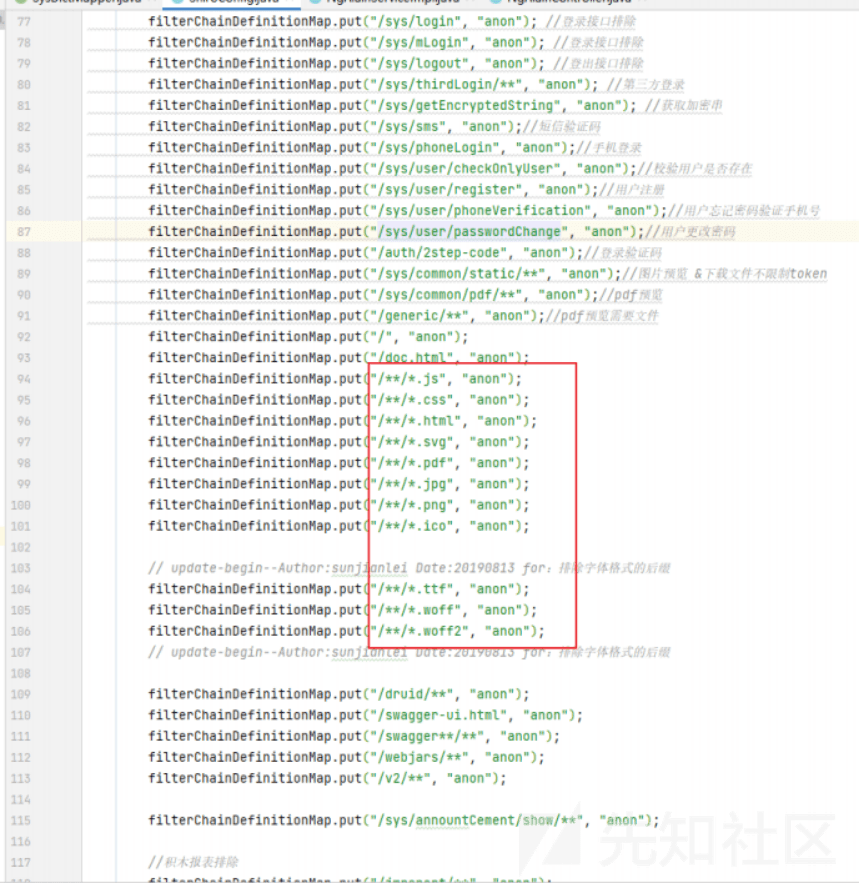 77 filterChainDefinitionMap.put("/sys/login", "anon"); //登录接口排除
78 filterChainDefinitionMap.put("/sys/mLogin", "anon"); //登录接口排除
79 filterChainDefinitionMap.put("/sys/logout", "anon"); //登出接口排除
80 filterChainDefinitionMap.put("/sys/thirdLogin/**", "anon"); //第三方登录
81 filterChainDefinitionMap.put("/sys/getEncryptedString", "anon"); //获取加密串
82 filterChainDefinitionMap.put("/sys/sms", "anon");//短信验证码
83 filterChainDefinitionMap.put("/sys/phoneLogin", "anon");//手机登录
84 filterChainDefinitionMap.put("/sys/user/checkOnlyUser", "anon");//校验用户是否存在
85 filterChainDefinitionMap.put("/sys/user/register", "anon");//用户注册
86 filterChainDefinitionMap.put("/sys/user/phoneVerification", "anon");//用户忘记密码验证手机号
87 filterChainDefinitionMap.put("/sys/user/passwordChange", "anon");//用户更改密码
88 filterChainDefinitionMap.put("/auth/2step-code", "anon");//登录验证码
89 filterChainDefinitionMap.put("/sys/common/static/**", "anon");//图片预览 &下载文件不限制token
90 filterChainDefinitionMap.put("/sys/common/pdf/**", "anon");//pdf预览
91 filterChainDefinitionMap.put("/generic/**", "anon");//pdf预览需要文件
92 filterChainDefinitionMap.put("/", "anon");
93 filterChainDefinitionMap.put("/doc.html", "anon");
94 filterChainDefinitionMap.put("/**/*.js", "anon");
95 filterChainDefinitionMap.put("/**/*.css", "anon");
96 filterChainDefinitionMap.put("/**/*.html", "anon");
97 filterChainDefinitionMap.put("/**/*.svg", "anon");
98 filterChainDefinitionMap.put("/**/*.pdf", "anon");
99 filterChainDefinitionMap.put("/**/*.jpg", "anon");
100 filterChainDefinitionMap.put("/**/*.png", "anon");
101 filterChainDefinitionMap.put("/**/*.ico", "anon");
102
103 // update-begin--Author:sunjianlei Date:20190813 for：排除字体格式的后缀
104 filterChainDefinitionMap.put("/**/*.ttf", "anon");
105 filterChainDefinitionMap.put("/**/*.woff", "anon");
106 filterChainDefinitionMap.put("/**/*.woff2", "anon");
107 // update-begin--Author:sunjianlei Date:20190813 for：排除字体格式的后缀
108
109 filterChainDefinitionMap.put("/druid/**", "anon");
110 filterChainDefinitionMap.put("/swagger-ui.html", "anon");
111 filterChainDefinitionMap.put("/swagger**/**", "anon");
112 filterChainDefinitionMap.put("/webjars/**", "anon");
113 filterChainDefinitionMap.put("/v2/**", "anon");
114
115 filterChainDefinitionMap.put("/sys/annountCement/show/**", "anon");
116
117 //积木报表排除
先知社区